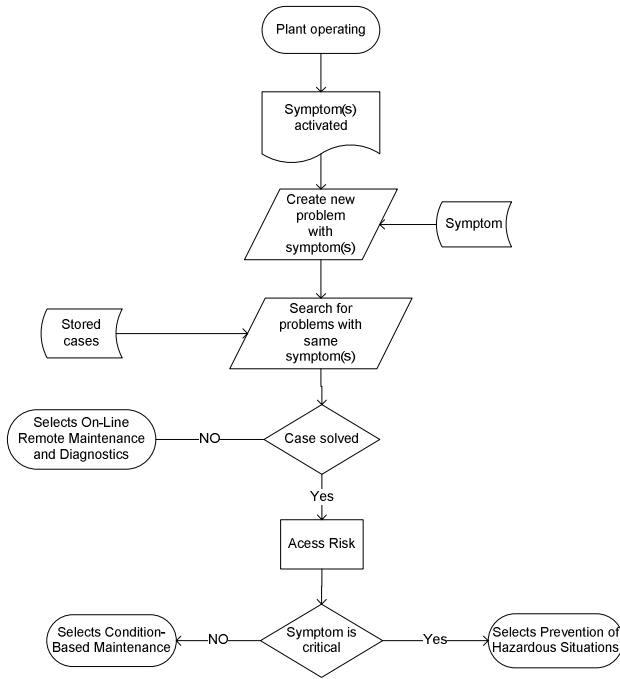 Plant operating
Symptom(s)
activated
Create new
problem
with
symptom(s)
Symptom
Search for
problems with
same
symptom(s)
Stored
cases
Case solved
NO
Selects On-Line
Remote Maintenance
and Diagnostics
Yes
Acess Risk
Symptom is
critical
NO
Selects Condition-
Based Maintenance
Yes
Selects Prevention of
Hazardous Situations